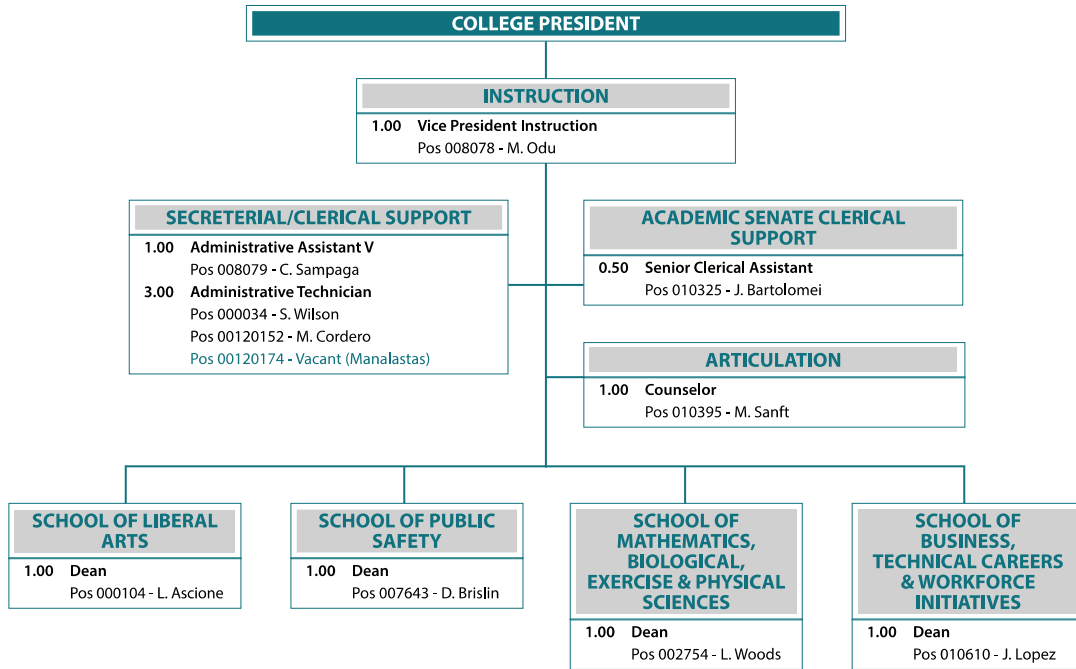 COLLEGE PRESIDENT
INSTRUCTION
1.00 Vice President Instruction
Pos 008078 - M. Odu
SECRETERIAL/CLERICAL SUPPORT
1.00 Administrative Assistant V
Pos 008079 - C. Sampaga
3.00 Administrative Technician
Pos 000034 - S. Wilson
Pos 00120152 - M. Cordero
Pos 00120174 - Vacant (Manalastas)
ACADEMIC SENATE CLERICAL
SUPPORT
0.50 Senior Clerical Assistant
Pos 010325 - J. Bartolomei
ARTICULATION
1.00 Counselor
Pos 010395 - M. Sanft
SCHOOL OF LIBERAL
ARTS
1.00 Dean
Pos 000104 - L. Ascione
SCHOOL OF PUBLIC
SAFETY
1.00 Dean
Pos 007643 - D. Brislin
SCHOOL OF
MATHEMATICS,
BIOLOGICAL,
EXERCISE & PHYSICAL
SCIENCES
1.00 Dean
Pos 002754 - L. Woods
SCHOOL OF
BUSINESS,
TECHNICAL CAREERS
& WORKFORCE
INITIATIVES
1.00 Dean
Pos 010610 - J. Lopez